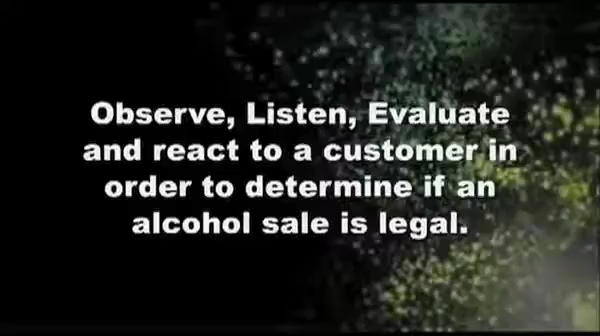 Observe, Listen, Evaluate
and react to a customer in
order to determine if an
alcohol sale is legal.